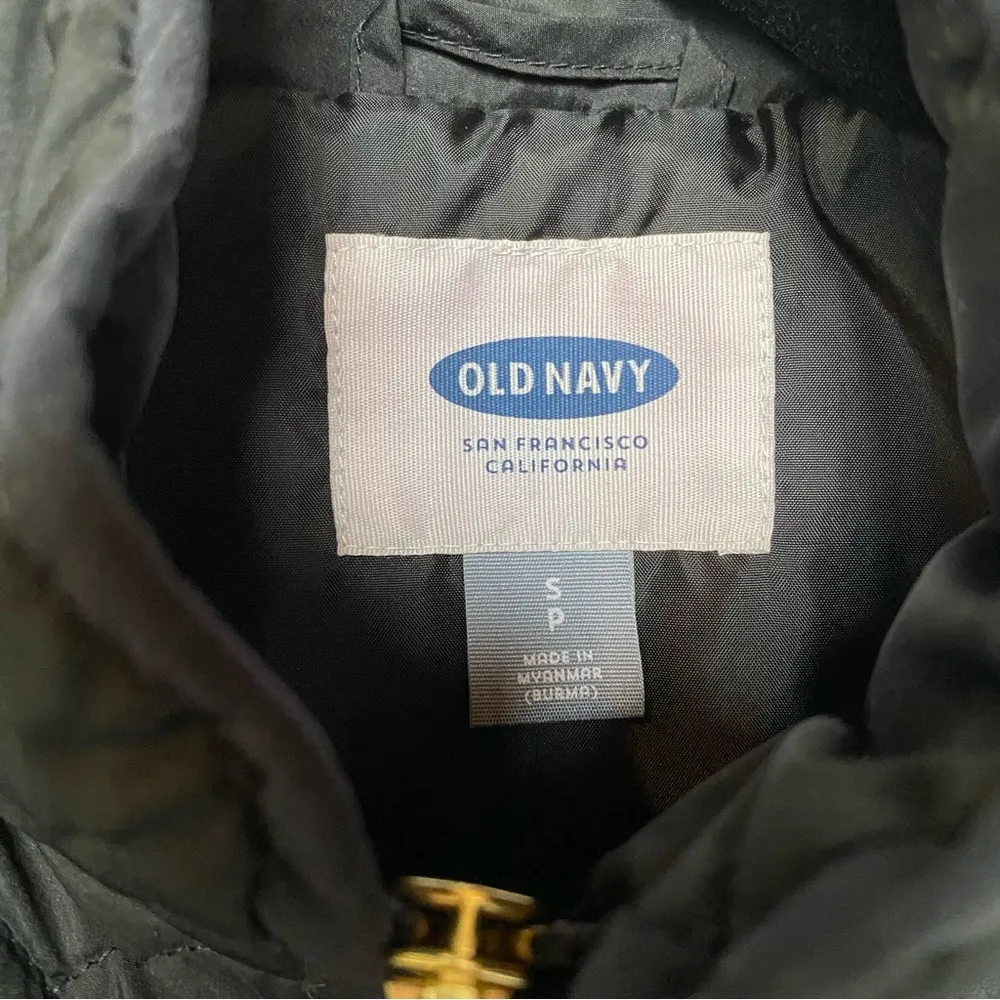 OLD NAVY
SAN FRANCISCO
CALIFORNIA
S
P
MADE IN
MYANMAR
(BURMA)